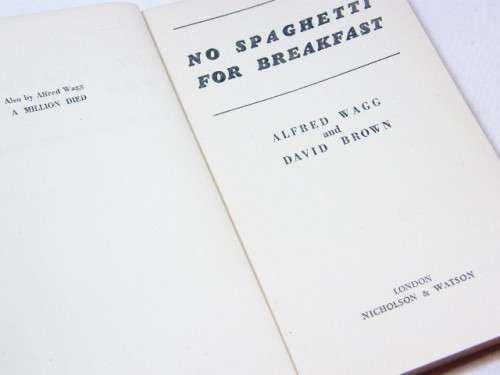 Also by Alfred Wagg
A MILLION DIED
NO SPAGHETTI
FOR BREAKFAST
ALFRED WAGG
and
DAVID BROWN
LONDON
NICHOLSON & WATSON